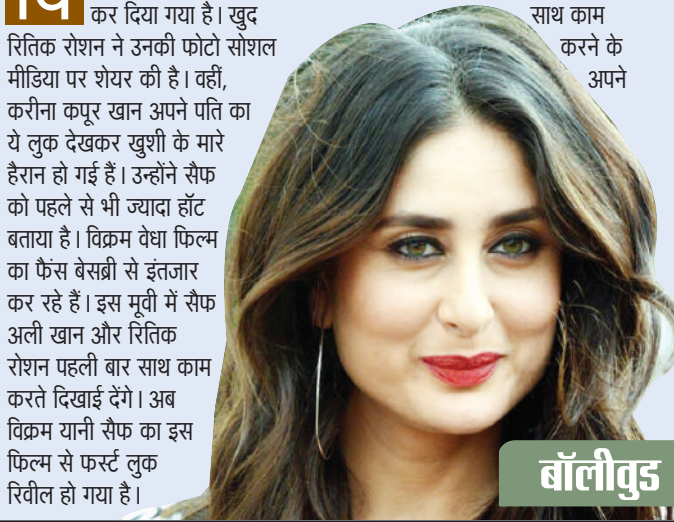 वि
कर दिया गया है। खुद
रितिक रोशन ने उनकी फोटो सोशल
मीडिया पर शेयर की है। वहीं,
करीना कपूर खान अपने पति का
ये लुक देखकर खुशी के मारे
हैरान हो गई हैं। उन्होंने सैफ
को पहले से भी ज्यादा हॉट
बताया है। विक्रम वेधा फिल्म
का फैंस बेसब्री से इंतजार
कर रहे हैं। इस मूवी में सैफ
अली खान और रितिक
रोशन पहली बार साथ काम
करते दिखाई देंगे। अब
विक्रम यानी सैफ का इस
फिल्म से फर्स्ट लुक
रिवील हो गया है।
साथ काम
करने के
अपने
बॉलीवुड